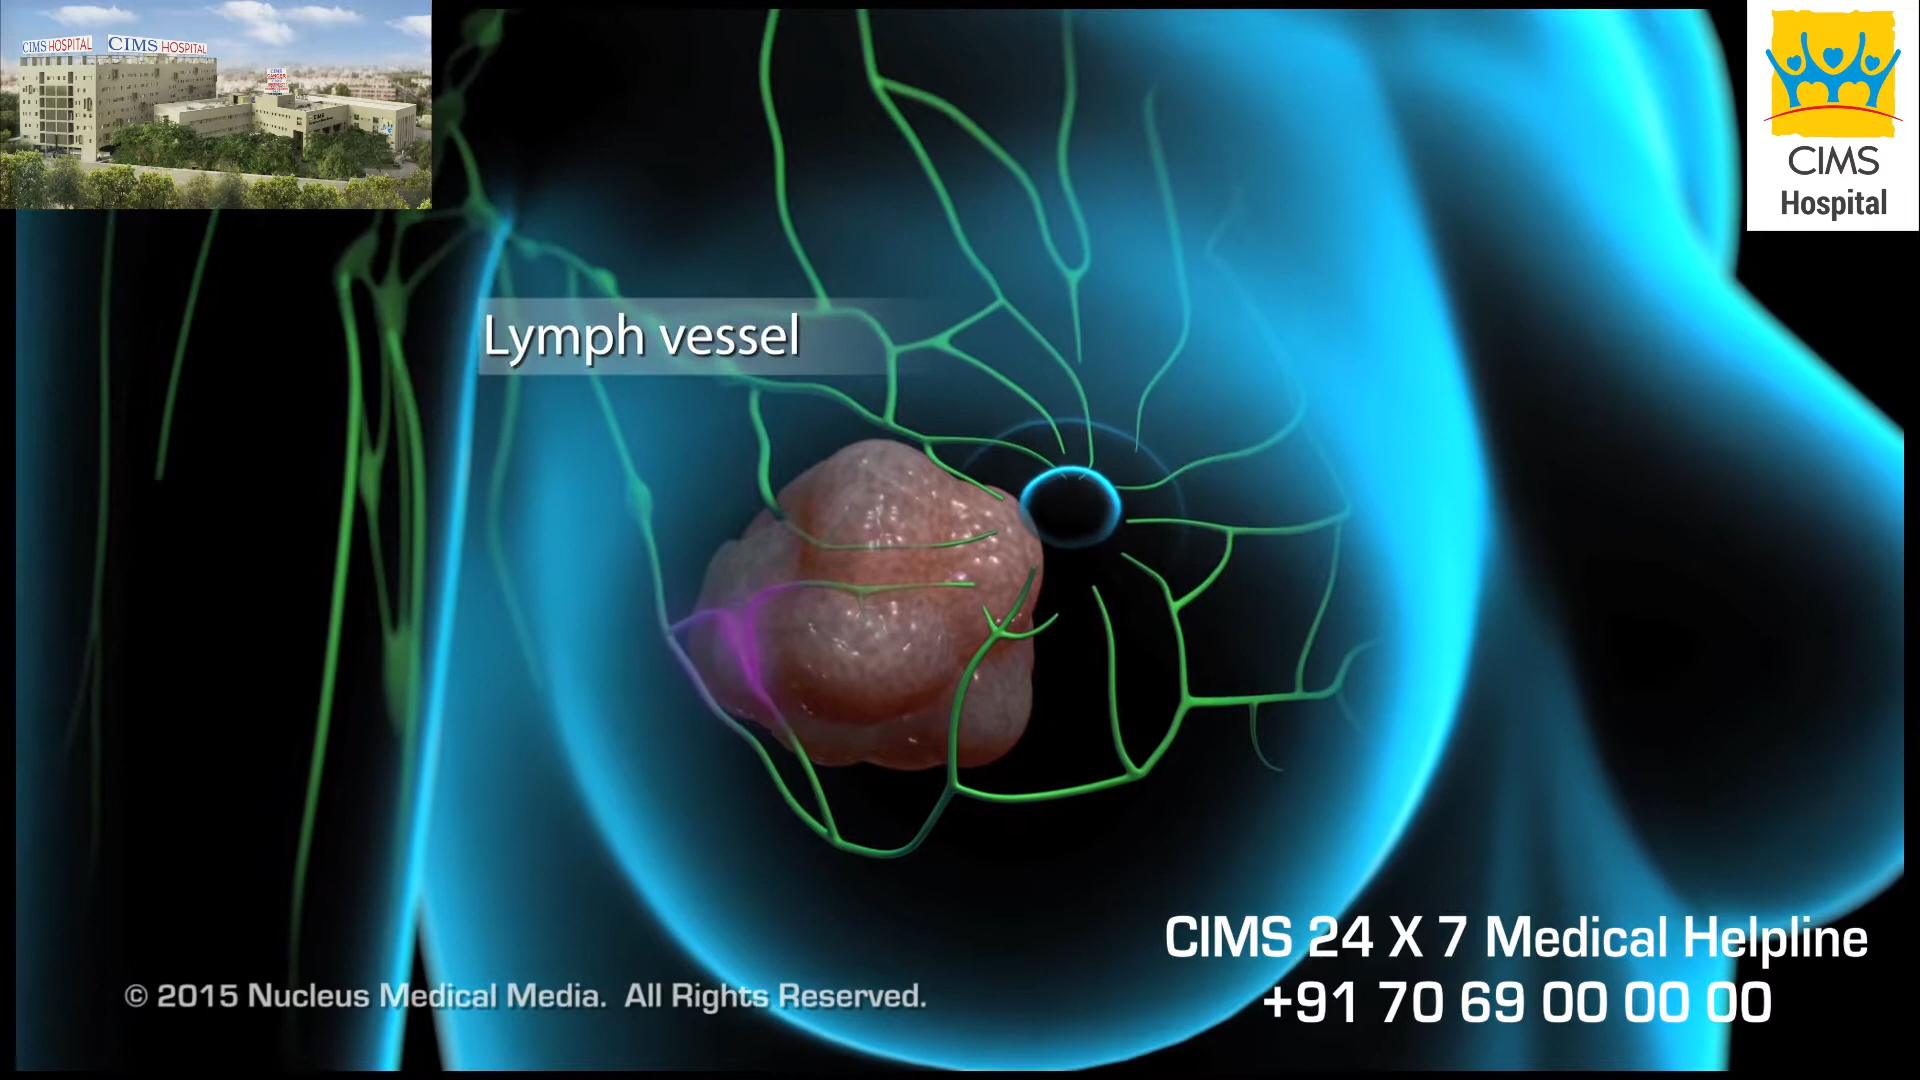 CIMS HOSPITAL CIMS HOSPITAL
CIMS
CIMS
Hospital
Lymph vessel
CIMS 24 X 7 Medical Helpline
+91 70 69 00 00 00
© 2015 Nucleus Medical Media. All Rights Reserved.